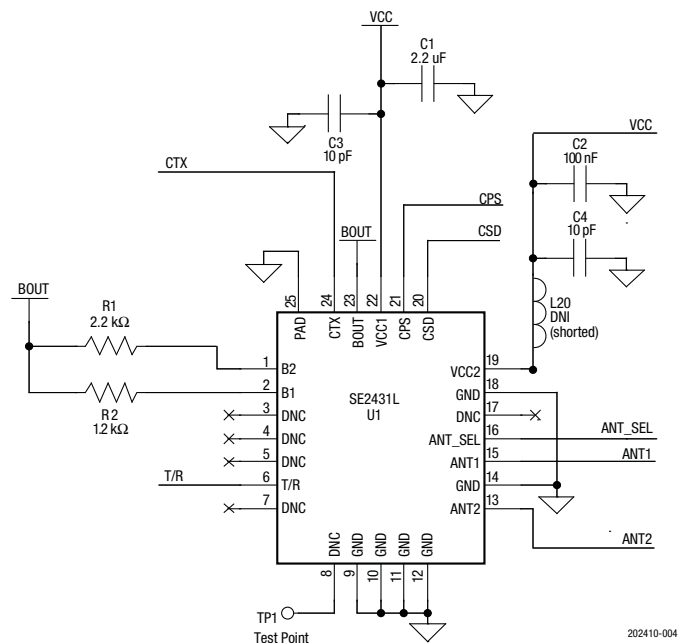 VCC
C1
2.2 uF
VCC
C3
10 pF
C2
100 nF
CTX
CPS
C4
10 pF
BOUT
CSD
BOUT
L20
DNI
(shorted)
R1
2.2 kΩ
25
24
23
22
21
20
PAD
CTX
BOUT
VCC1
CPS
CSD
1
B2
VCC2
19
2
B1
GND
18
R 2
1.2 kΩ
SE2431L
U1
3
DNC
DNC
17
4
DNC
ANT_SEL
16
ANT_SEL
5
DNC
ANT1
15
ANT1
T/R
6
T/R
GND
14
7
DNC
ANT2
13
DNC
GND
GND
GND
GND
ANT2
8
9
10
11
12
TP1
Test Point
202410-004